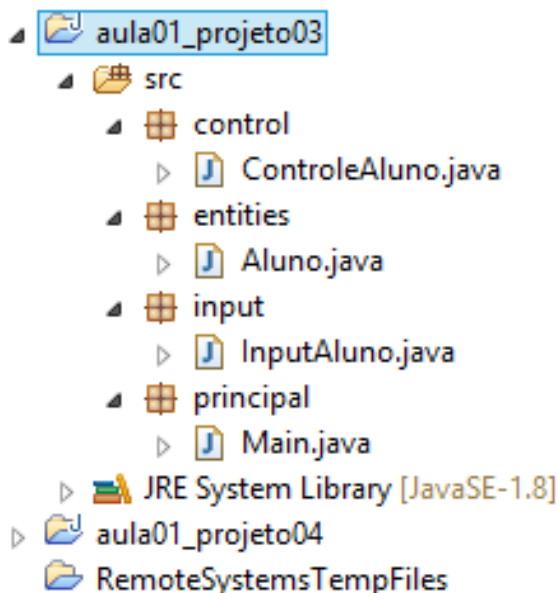 aula01_projeto03
src
control
ControleAluno.java
entities
Aluno.java
input
InputAluno.java
principal
Main.java
JRE System Library [JavaSE-1.8]
aula01_projeto04
RemoteSystemsTempFiles